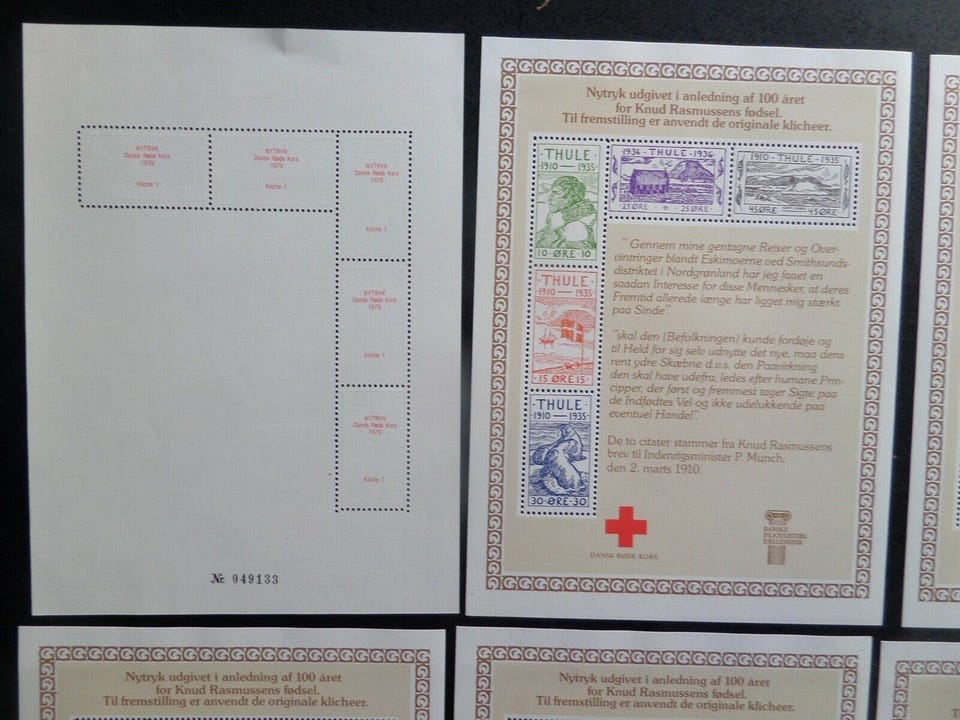 NYTRYK
Dansk Røde Kors
1979
Kliche 1
NYTRYK
Dansk Røde Kors
1979
Kliche 1
NYTRYK
Dansk Røde Kors
1979
Kliche 1
NYTRYK
Dansk Røde Kors
1979
Kliche 1
NYTRYK
Dansk Røde Kors
1979
Kliche 1
Nr. 049133
Nytryk udgivet i anledning af 100 året
for Knud Rasmussens fødsel.
Til fremstilling er anvendt de originale klicheer.
THULE
1910 — 1935
10 · ØRE · 10
1936 · THULE · 1936
25 ØRE · 25 ØRE
1910 · THULE · 1935
45 ØRE 45 ØRE
· THULE ·
1910 — 1935
15 ØRE 15
· THULE ·
1910 — 1935
30 · ØRE · 30
"Gennem mine gentagne Rejser og Over-
vintringer blandt Eskimoerne ved Smithsunds-
distriktet i Nordgrønland har jeg faaet en
saadan Interesse for disse Mennesker, at deres
Fremtid allerede længe har ligget mig stærkt
paa Sinde".
"skal den (Befolkningen) kunde fordøje og
til Held for sig selv udnytte det nye, maa dens
rent ydre Skæbne d.v.s. den Paavirkning
den skal have udefra, ledes efter humane Prin-
cipper, der først og fremmest tager Sigte paa
de Indfødtes Vel og ikke udelukkende paa
eventuel Handel".
De to citater stammer fra Knud Rasmussens
brev til Indenrigsminister P. Munch,
den 2. marts 1910.
DANSK RØDE KORS
DANSKE
FILATELISTERS
FÆLLESFOND
Nytryk udgivet i anledning af 100 året
for Knud Rasmussens fødsel.
Til fremstilling er anvendt de originale klicheer.
Nytryk udgivet i anledning af 100 året
for Knud Rasmussens fødsel.
Til fremstilling er anvendt de originale klicheer.